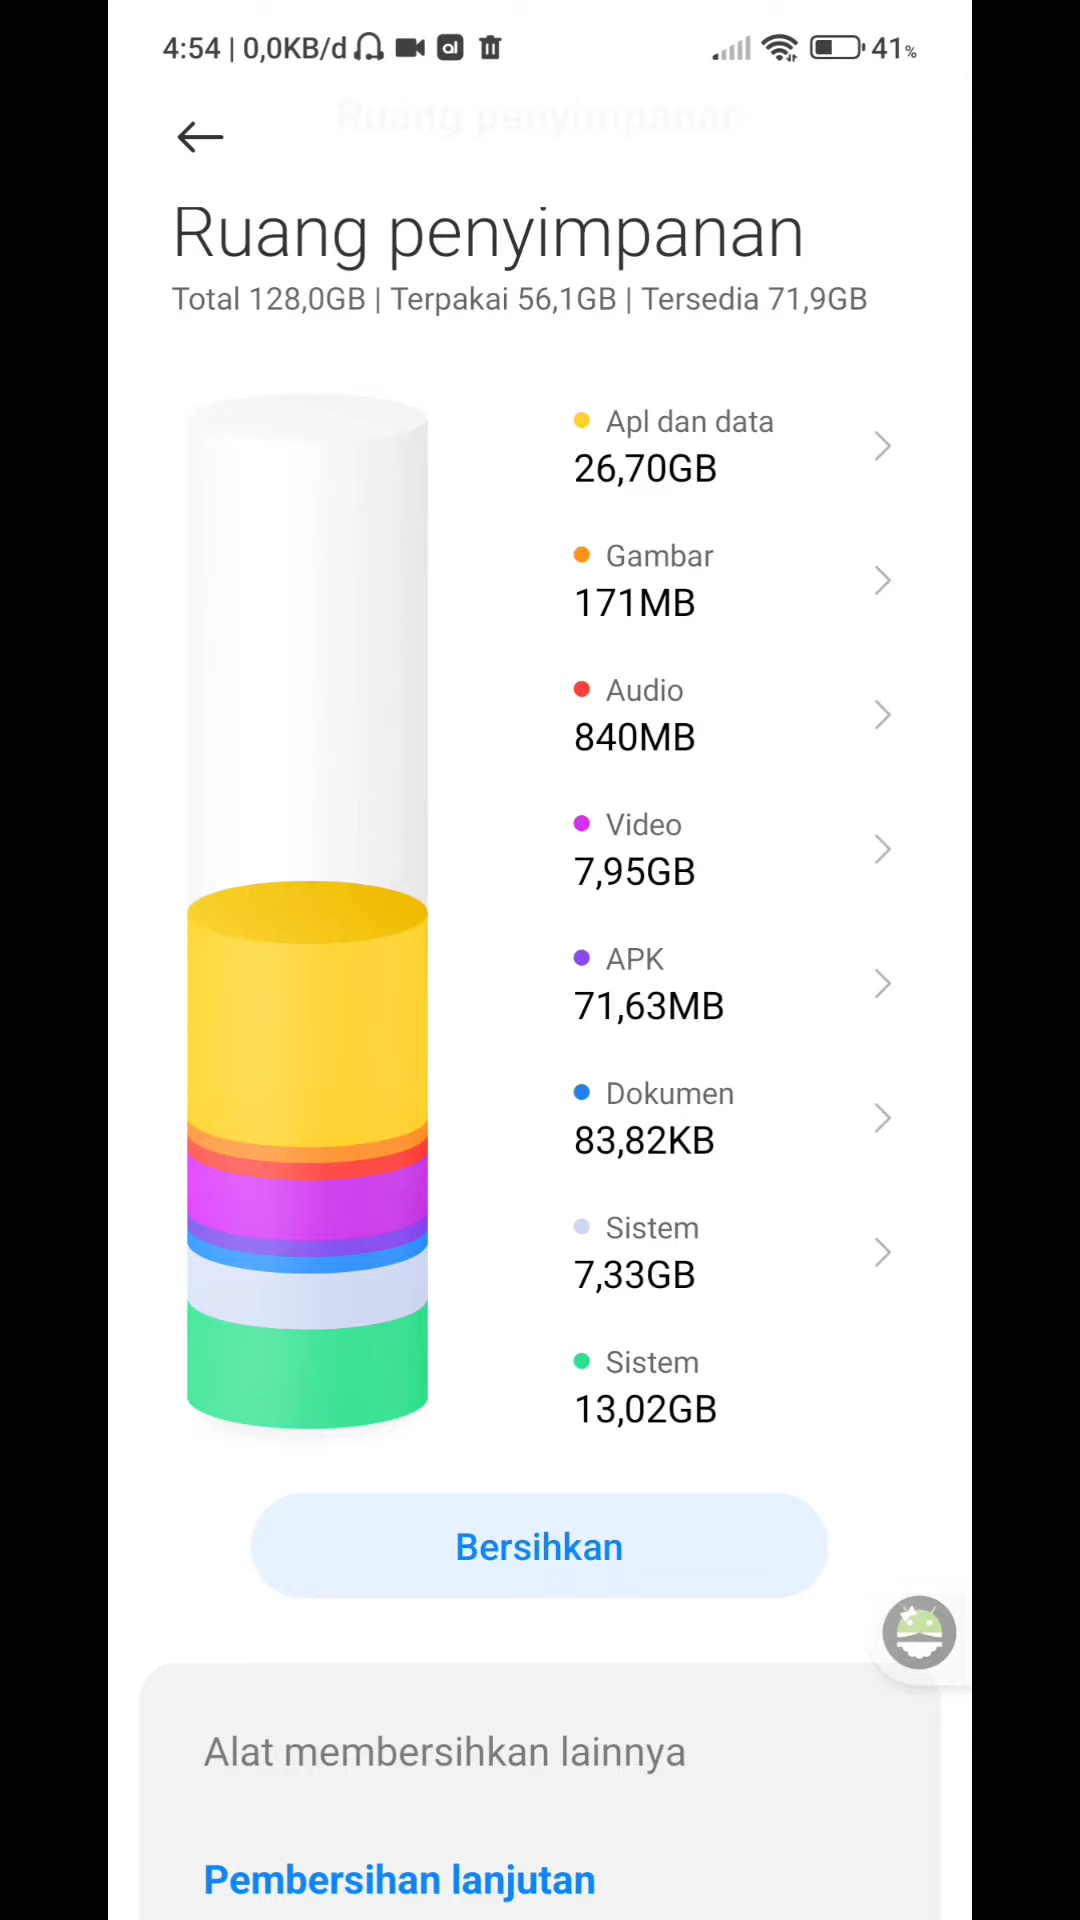 4:54 | 0,0KB/d
41%
Ruang penyimpanan
Ruang penyimpanan
Total 128,0GB | Terpakai 56,1GB | Tersedia 71,9GB
Apl dan data
26,70GB
Gambar
171MB
Audio
840MB
Video
7,95GB
APK
71,63MB
Dokumen
83,82KB
Sistem
7,33GB
Sistem
13,02GB
Bersihkan
Alat membersihkan lainnya
Pembersihan lanjutan